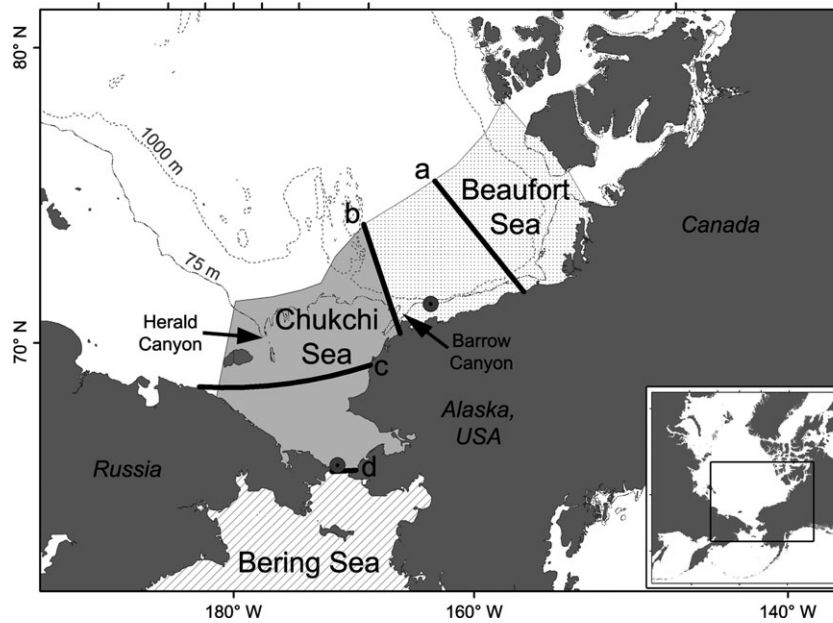 80° N
1000 m
a
Beaufort
Sea
b
Canada
75 m
Herald
Canyon
Chukchi
Sea
70° N
Barrow
Canyon
c
Alaska,
USA
Russia
d
Bering Sea
180° W
160° W
140° W